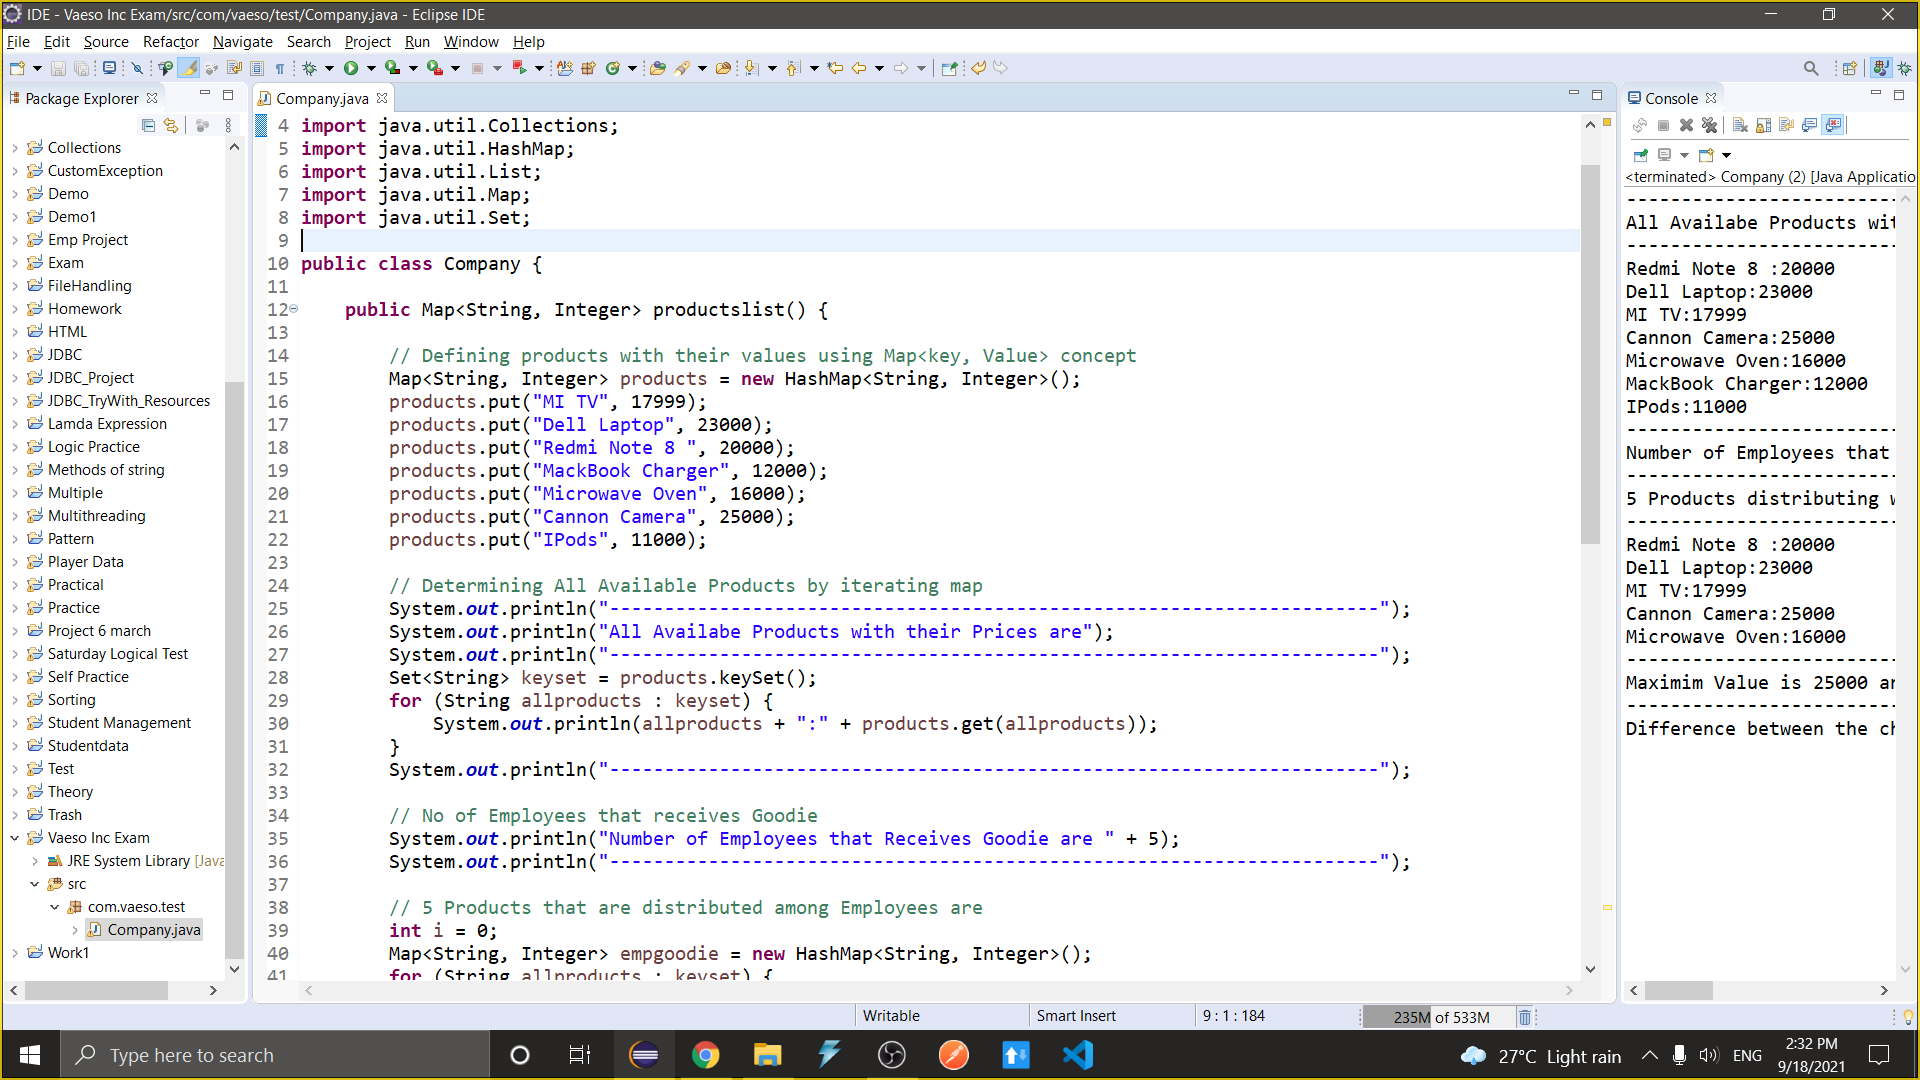 IDE - Vaeso Inc Exam/src/com/vaeso/test/Company.java - Eclipse IDE
File Edit Source Refactor Navigate Search Project Run Window Help
Package Explorer
Collections
CustomException
Demo
Demo1
Emp Project
Exam
FileHandling
Homework
HTML
JDBC
JDBC_Project
JDBC_TryWith_Resources
Lamda Expression
Logic Practice
Methods of string
Multiple
Multithreading
Pattern
Player Data
Practical
Practice
Project 6 march
Saturday Logical Test
Self Practice
Sorting
Student Management
Studentdata
Test
Theory
Trash
Vaeso Inc Exam
JRE System Library [Java
src
com.vaeso.test
Company.java
Work1
Company.java
4 import java.util.Collections;
5 import java.util.HashMap;
6 import java.util.List;
7 import java.util.Map;
8 import java.util.Set;
9
10 public class Company {
11
12 public Map<String, Integer> productslist() {
13
14 // Defining products with their values using Map<key, Value> concept
15 Map<String, Integer> products = new HashMap<String, Integer>();
16 products.put("MI TV", 17999);
17 products.put("Dell Laptop", 23000);
18 products.put("Redmi Note 8 ", 20000);
19 products.put("MackBook Charger", 12000);
20 products.put("Microwave Oven", 16000);
21 products.put("Cannon Camera", 25000);
22 products.put("IPods", 11000);
23
24 // Determining All Available Products by iterating map
25 System.out.println("----------------------------------------------------------------------");
26 System.out.println("All Availabe Products with their Prices are");
27 System.out.println("----------------------------------------------------------------------");
28 Set<String> keyset = products.keySet();
29 for (String allproducts : keyset) {
30 System.out.println(allproducts + ":" + products.get(allproducts));
31 }
32 System.out.println("----------------------------------------------------------------------");
33
34 // No of Employees that receives Goodie
35 System.out.println("Number of Employees that Receives Goodie are " + 5);
36 System.out.println("----------------------------------------------------------------------");
37
38 // 5 Products that are distributed among Employees are
39 int i = 0;
40 Map<String, Integer> empgoodie = new HashMap<String, Integer>();
41 for (String allproducts : keyset) {
Console
<terminated> Company (2) [Java Applicatio
-------------------------
All Availabe Products wit
-------------------------
Redmi Note 8 :20000
Dell Laptop:23000
MI TV:17999
Cannon Camera:25000
Microwave Oven:16000
MackBook Charger:12000
IPods:11000
-------------------------
Number of Employees that
-------------------------
5 Products distributing w
-------------------------
Redmi Note 8 :20000
Dell Laptop:23000
MI TV:17999
Cannon Camera:25000
Microwave Oven:16000
-------------------------
Maximim Value is 25000 an
-------------------------
Difference between the ch
Writable Smart Insert 9 : 1 : 184 235M of 533M
Type here to search
27°C Light rain ENG
2:32 PM
9/18/2021